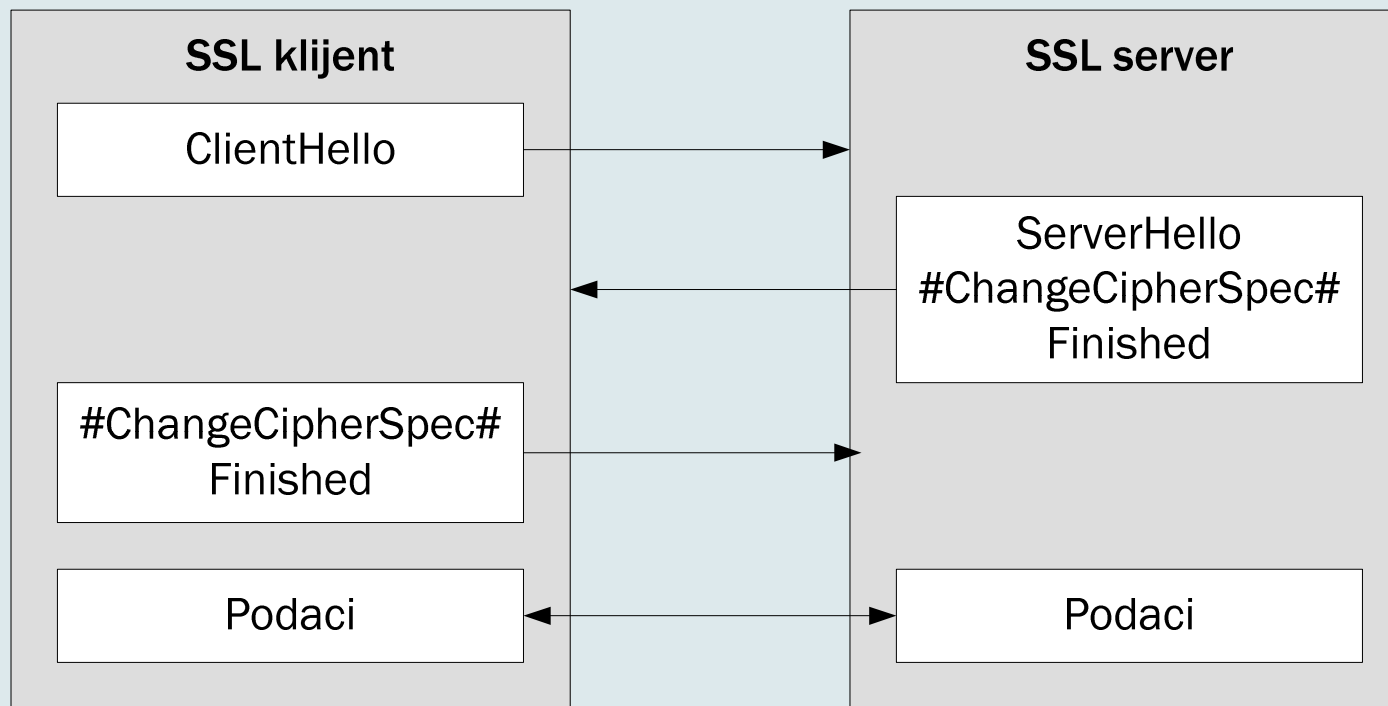 SSL klijent
SSL server
ClientHello
ServerHello
#ChangeCipherSpec#
Finished
#ChangeCipherSpec#
Finished
Podaci
Podaci